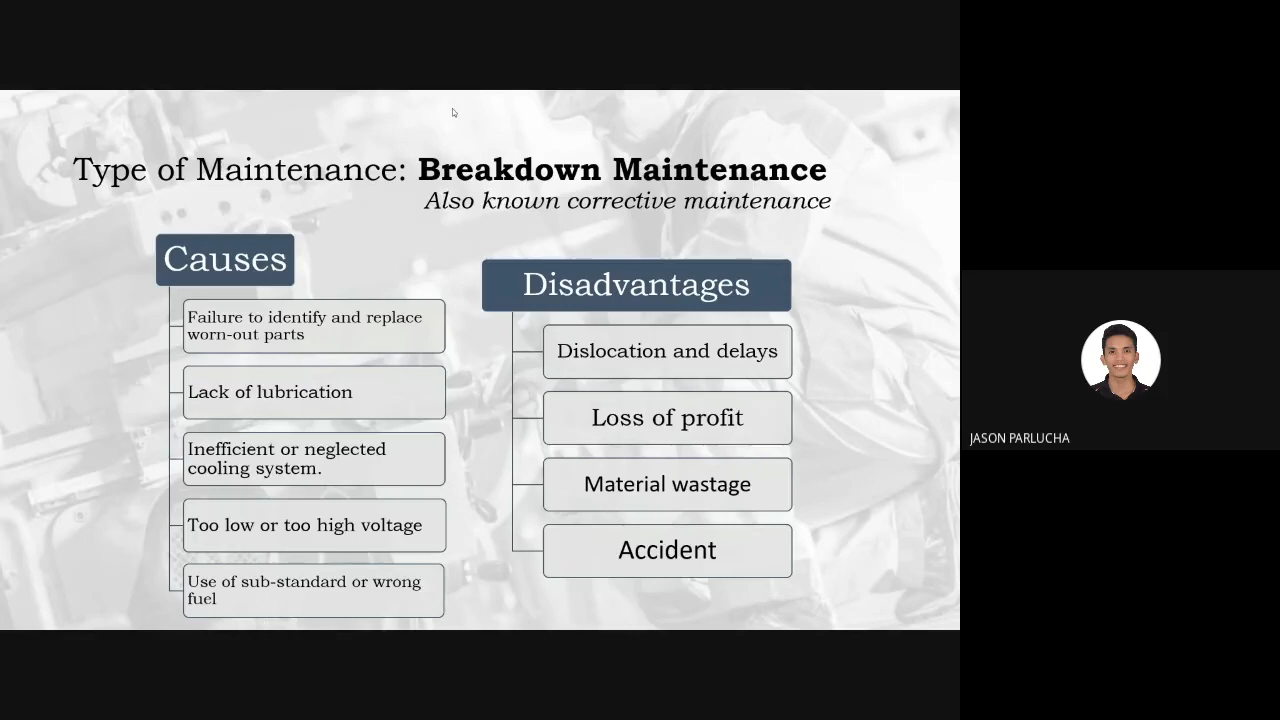 Type of Maintenance: Breakdown Maintenance
Also known corrective maintenance
Causes
Failure to identify and replace
worn-out parts
Lack of lubrication
Inefficient or neglected
cooling system.
Too low or too high voltage
Use of sub-standard or wrong
fuel
Disadvantages
Dislocation and delays
Loss of profit
Material wastage
Accident
JASON PARLUCHA